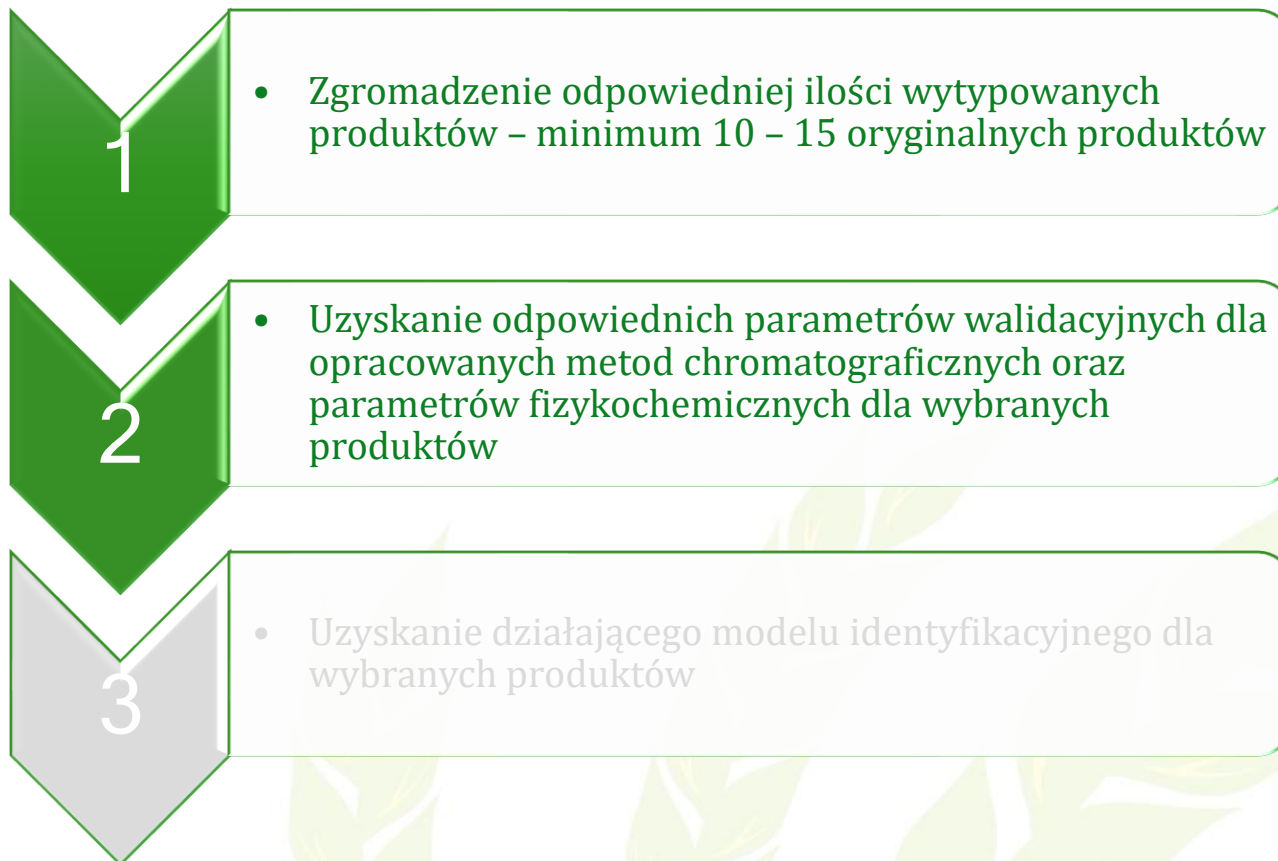 1
• Zgromadzenie odpowiedniej ilości wytypowanych
produktów – minimum 10 – 15 oryginalnych produktów
2
• Uzyskanie odpowiednich parametrów walidacyjnych dla
opracowanych metod chromatograficznych oraz
parametrów fizykochemicznych dla wybranych
produktów
3
• Uzyskanie działającego modelu identyfikacyjnego dla
wybranych produktów